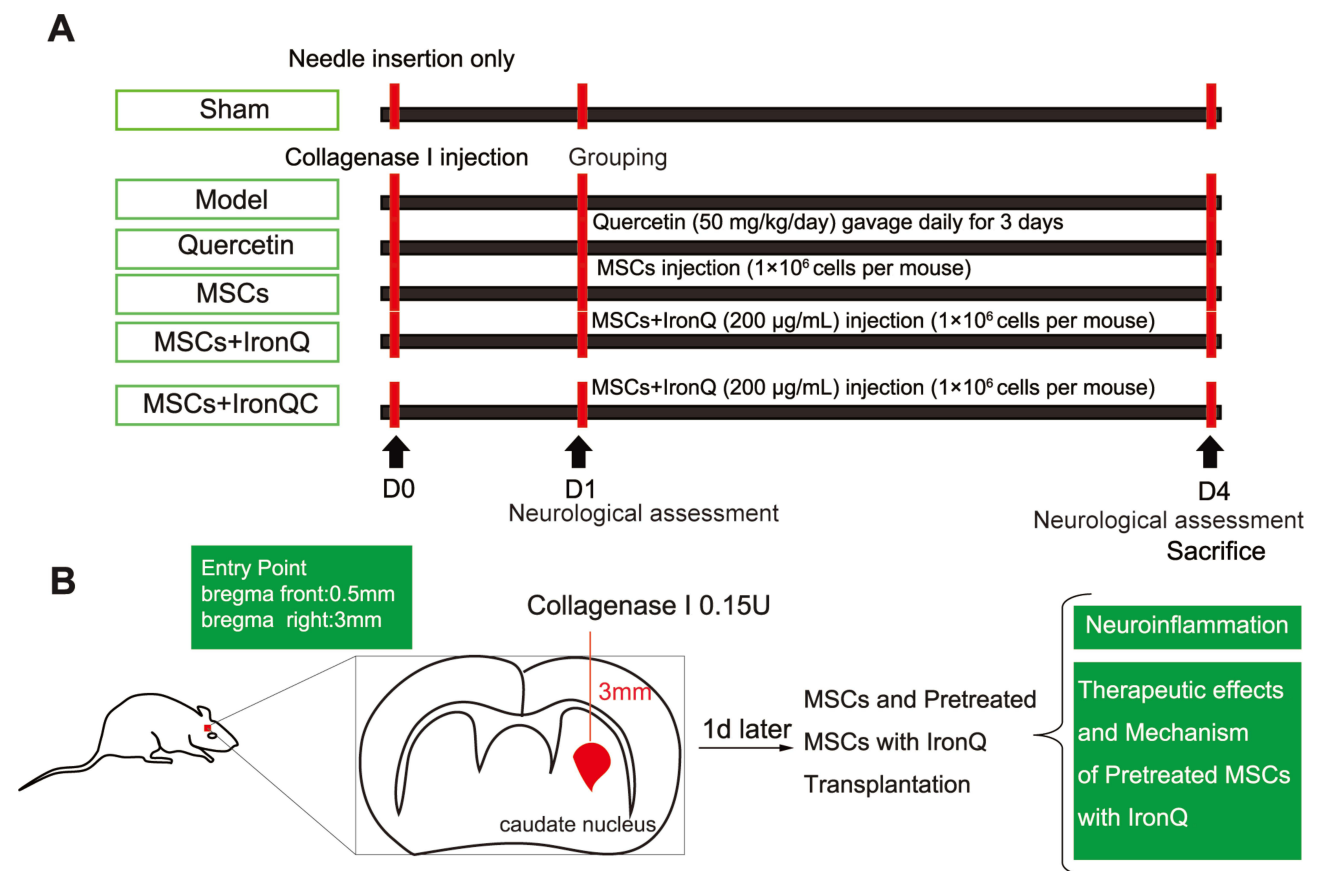 A
Needle insertion only
Sham
Collagenase I injection
Grouping
Model
Quercetin (50 mg/kg/day) gavage daily for 3 days
Quercetin
MSCs injection (1×10⁶ cells per mouse)
MSCs
MSCs+IronQ (200 µg/mL) injection (1×10⁶ cells per mouse)
MSCs+IronQ
MSCs+IronQ (200 µg/mL) injection (1×10⁶ cells per mouse)
MSCs+IronQC
D0
D1
D4
Neurological assessment
Neurological assessment
Sacrifice
B
Entry Point
bregma front:0.5mm
bregma right:3mm
Collagenase I 0.15U
3mm
caudate nucleus
1d later
MSCs and Pretreated
MSCs with IronQ
Transplantation
Neuroinflammation
Therapeutic effects
and Mechanism
of Pretreated MSCs
with IronQ